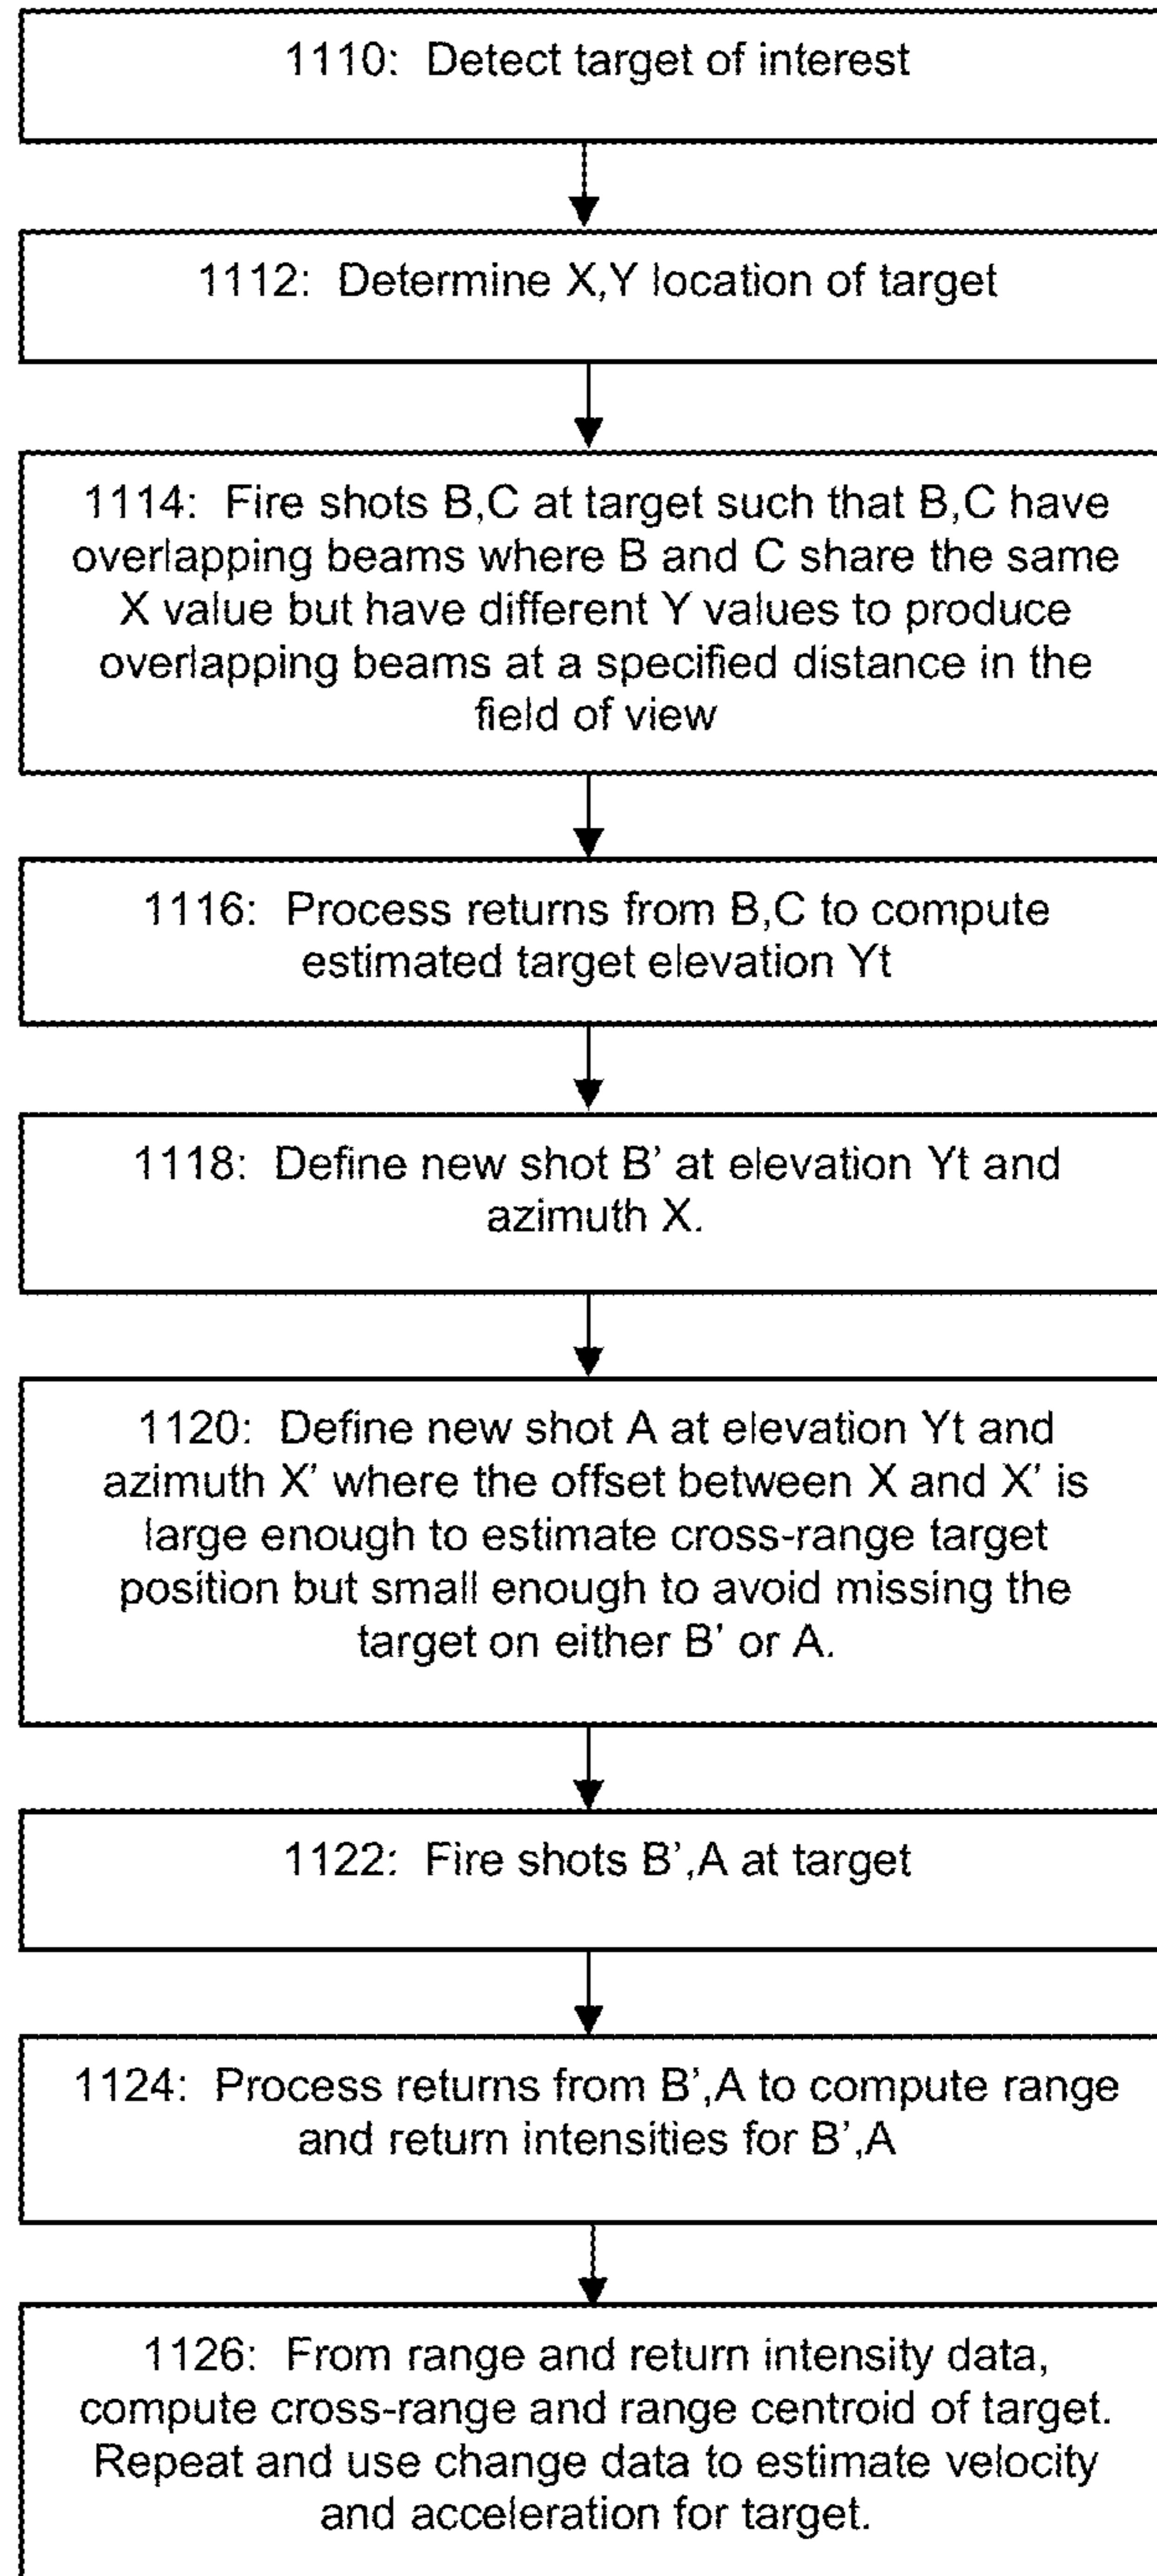 1110: Detect target of interest
1112: Determine X,Y location of target
1114: Fire shots B,C at target such that B,C have
overlapping beams where B and C share the same
X value but have different Y values to produce
overlapping beams at a specified distance in the
field of view
1116: Process returns from B,C to compute
estimated target elevation Yt
1118: Define new shot B’ at elevation Yt and
azimuth X.
1120: Define new shot A at elevation Yt and
azimuth X’ where the offset between X and X’ is
large enough to estimate cross-range target
position but small enough to avoid missing the
target on either B’ or A.
1122: Fire shots B’,A at target
1124: Process returns from B’,A to compute range
and return intensities for B’,A
1126: From range and return intensity data,
compute cross-range and range centroid of target.
Repeat and use change data to estimate velocity
and acceleration for target.